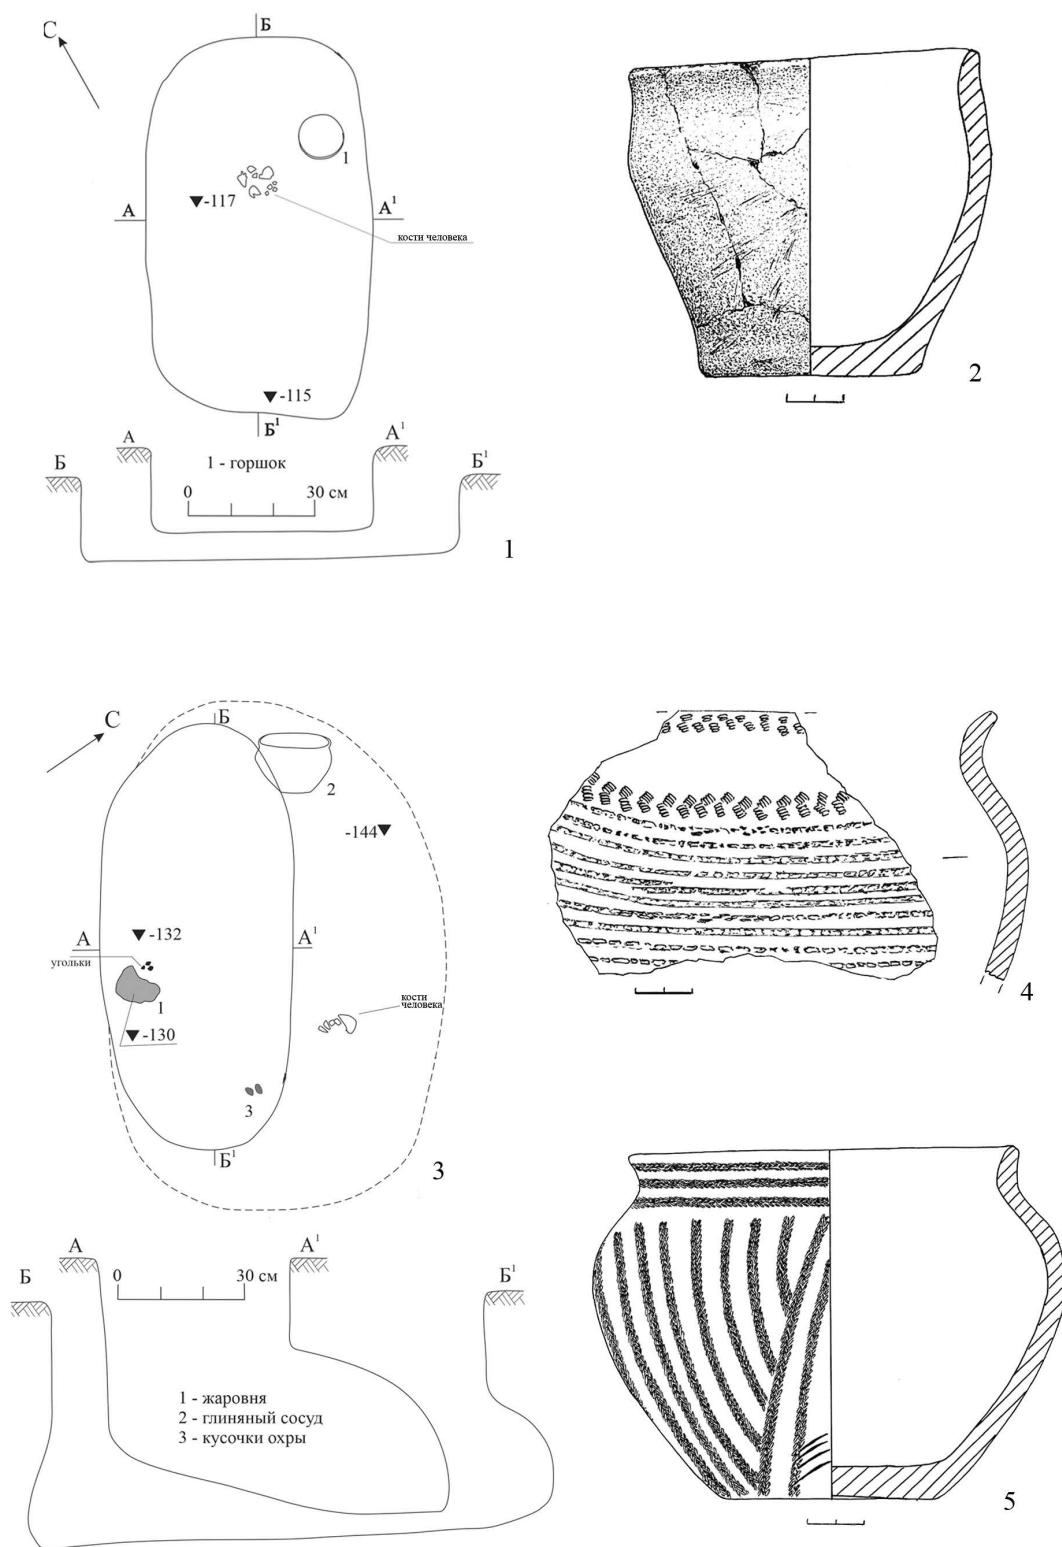 С
Б
1
-117
А
А¹
кости человека
-115
Б¹
А
А¹
Б
Б¹
1 - горшок
0 30 см
1
2
С
Б
2
-144
А
-132
А¹
угольки
1
-130
кости
человека
3
Б¹
3
4
А
А¹
Б
Б¹
0 30 см
1 - жаровня
2 - глиняный сосуд
3 - кусочки охры
5